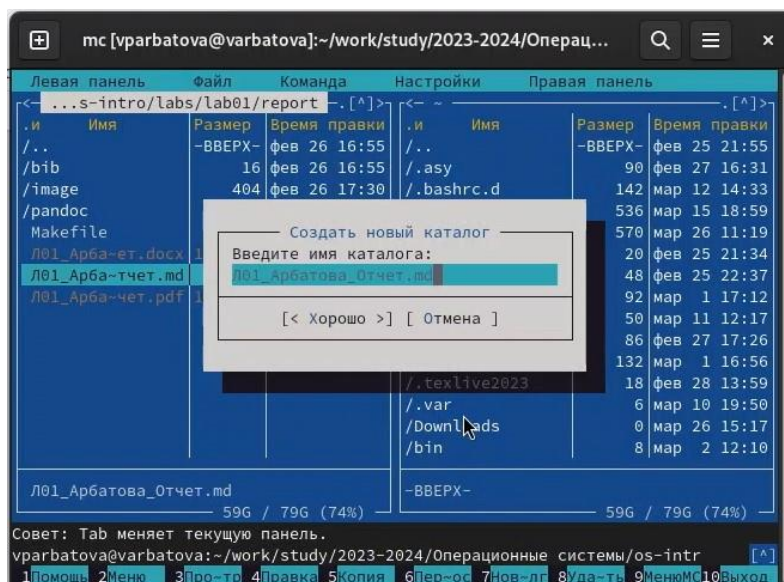 mc [vparbatova@varbatova]:~/work/study/2023-2024/Операц...
Левая панель Файл Команда Настройки Правая панель
<— ...s-intro/labs/lab01/report —.[^]> <— ~ —.[^]>
.и Имя Размер Время правки .и Имя Размер Время правки
/.. -ВВЕРХ- фев 26 16:55 /.. -ВВЕРХ- фев 25 21:55
/bib 16 фев 26 16:55 /.asy 90 фев 27 16:31
/image 404 фев 26 17:30 /.bashrc.d 142 мар 12 14:33
/pandoc 536 мар 15 18:59
Создать новый каталог
Makefile 570 мар 26 11:19
Л01_Арба~ет.docx 1 Введите имя каталога: 20 фев 25 21:34
Л01_Арба~тчет.md Л01_Арбатова_Отчет.md 48 фев 25 22:37
Л01_Арба~чет.pdf 1 92 мар 1 17:12
[< Хорошо >] [ Отмена ] 50 мар 11 12:17
86 фев 27 17:26
132 мар 1 16:56
/.texlive2023 18 фев 28 13:59
/.var 6 мар 10 19:50
/Downloads 0 мар 26 15:17
/bin 8 мар 2 12:10
Л01_Арбатова_Отчет.md -ВВЕРХ-
59G / 79G (74%) 59G / 79G (74%)
Совет: Tab меняет текущую панель.
vparbatova@varbatova:~/work/study/2023-2024/Операционные системы/os-intr [^]
1Помощь 2Меню 3Про~тр 4Правка 5Копия 6Пер~ос 7Нов~лг 8Уда~ть 9МенюМС 10Выход